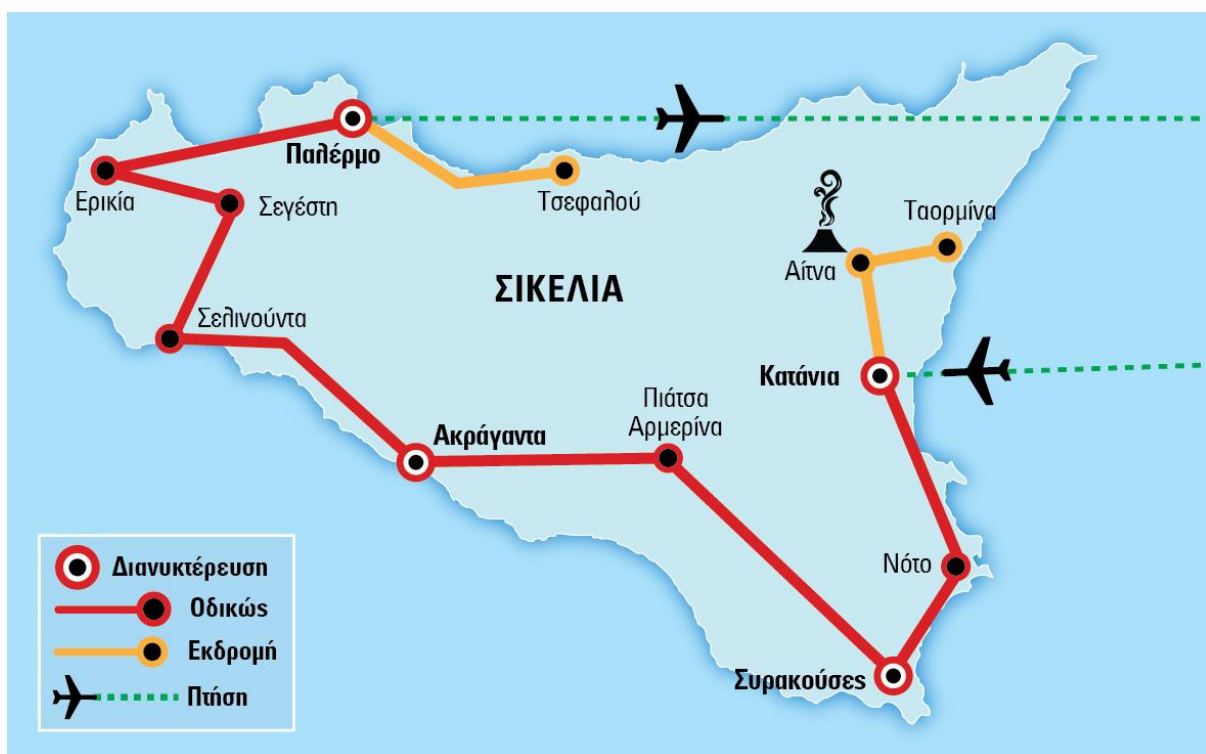 Παλέρμο
Ερικία
Σεγέστη
Τσεφαλού
Ταορμίνα
Αίτνα
ΣΙΚΕΛΙΑ
Σελινούντα
Κατάνια
Πιάτσα
Αρμερίνα
Ακράγαντα
Νότο
Συρακούσες
Διανυκτέρευση
Οδικώς
Εκδρομή
Πτήση